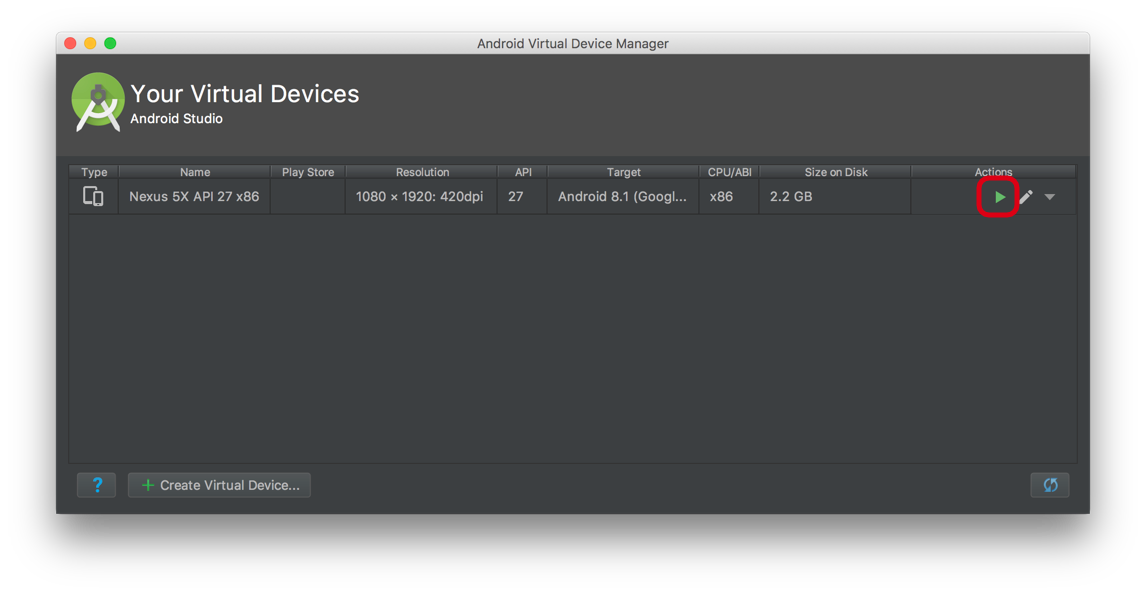 Android Virtual Device Manager
Your Virtual Devices
Android Studio
Type Name Play Store Resolution API Target CPU/ABI Size on Disk Actions
Nexus 5X API 27 x86 1080 × 1920: 420dpi 27 Android 8.1 (Googl... x86 2.2 GB
? + Create Virtual Device...